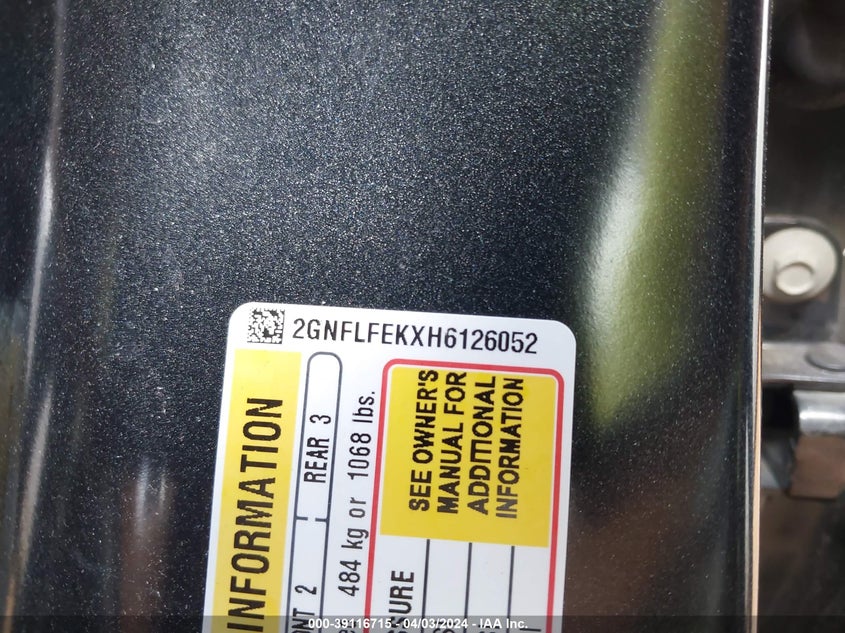 2GNFLFEKXH6126052
INFORMATION
2
REAR 3
484 kg or 1068 lbs.
SEE OWNER'S
MANUAL FOR
ADDITIONAL
INFORMATION
000-39116715 - 04/03/2024 - IAA Inc.